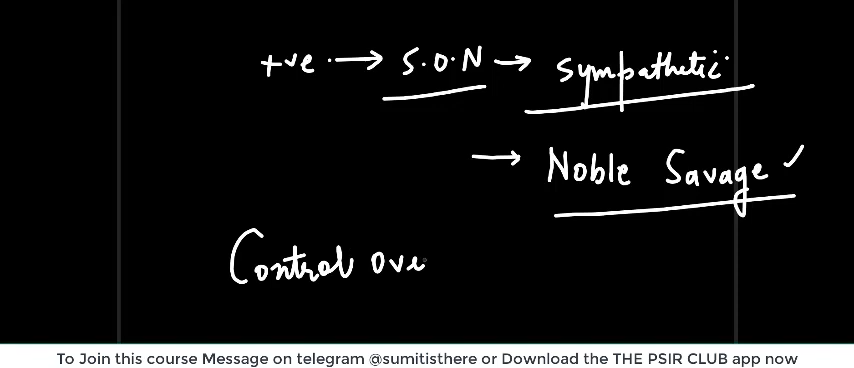 +ve → S.O.N → Sympathetic
→ Noble Savage ✓
Control ove
To Join this course Message on telegram @sumitisthere or Download the THE PSIR CLUB app now